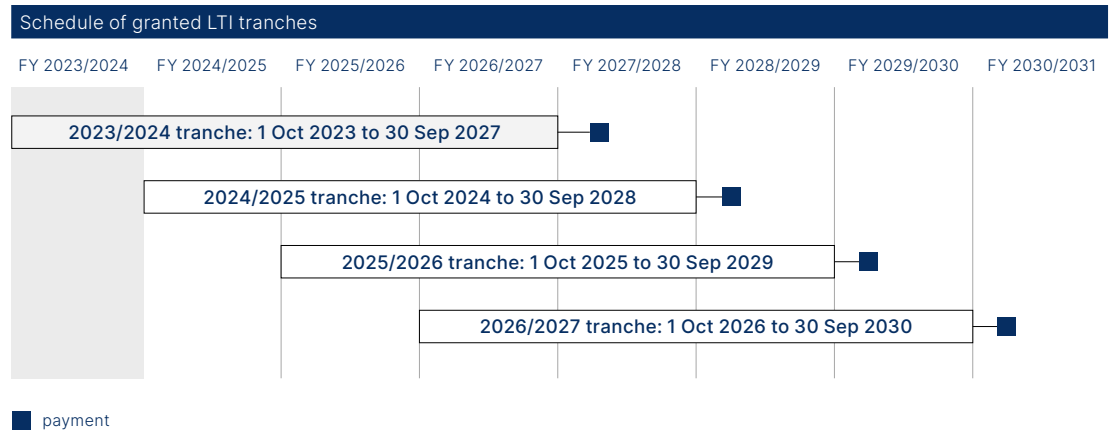 Schedule of granted LTI tranches
FY 2023/2024 FY 2024/2025 FY 2025/2026 FY 2026/2027 FY 2027/2028 FY 2028/2029 FY 2029/2030 FY 2030/2031
2023/2024 tranche: 1 Oct 2023 to 30 Sep 2027
2024/2025 tranche: 1 Oct 2024 to 30 Sep 2028
2025/2026 tranche: 1 Oct 2025 to 30 Sep 2029
2026/2027 tranche: 1 Oct 2026 to 30 Sep 2030
payment